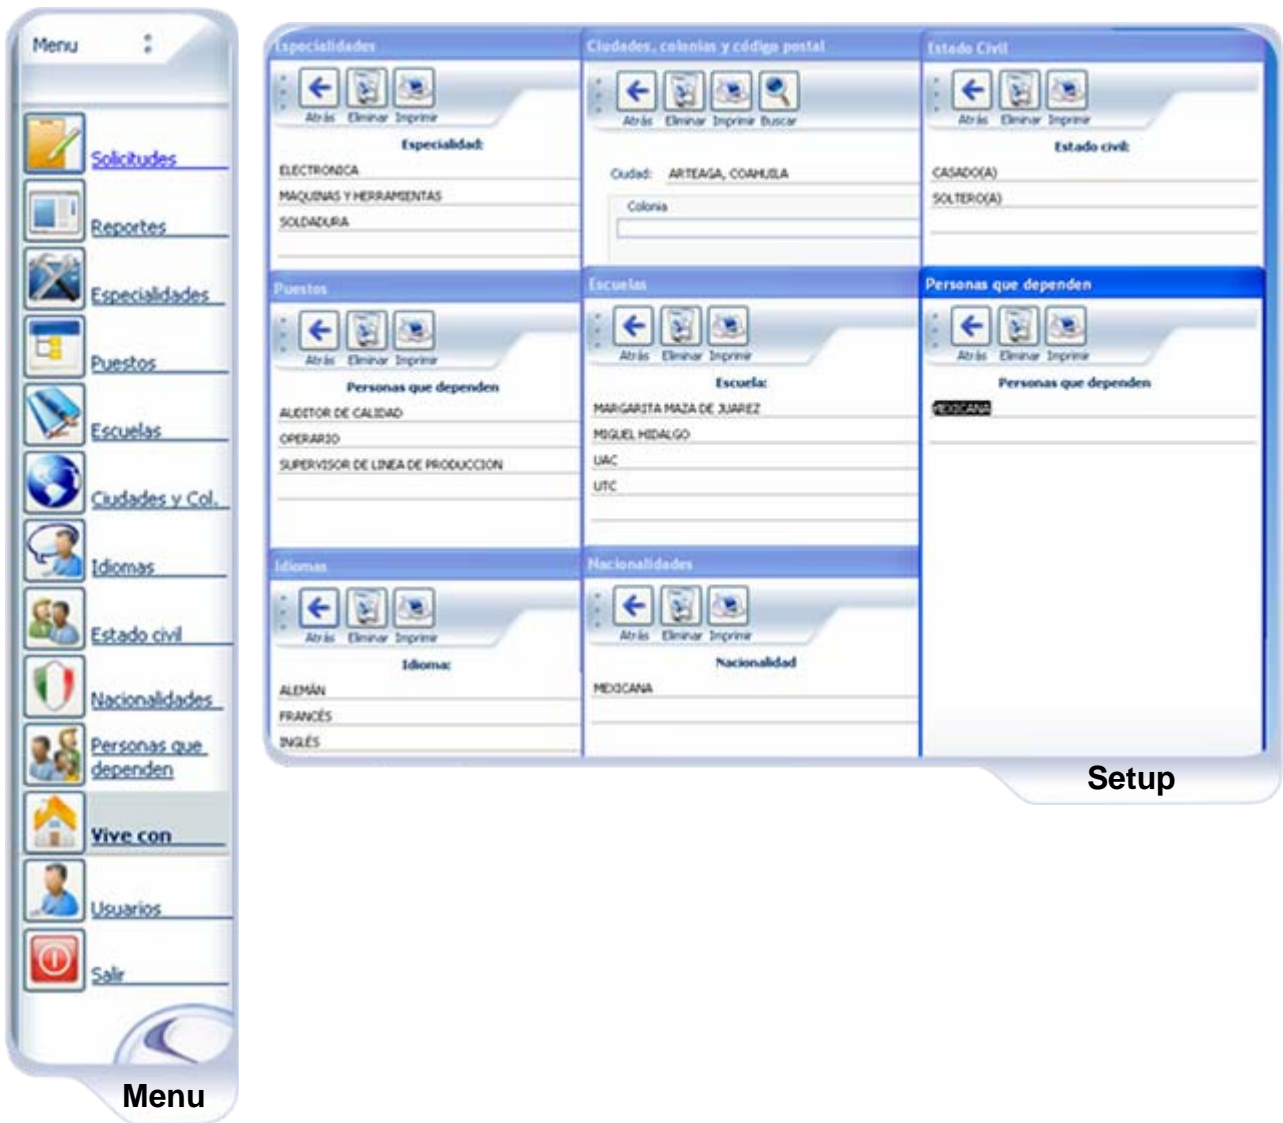 Menu
Solicitudes
Reportes
Especialidades
Puestos
Escuelas
Ciudades y Col.
Idiomas
Estado civil
Nacionalidades
Personas que
dependen
Vive con
Usuarios
Salir
Menu
Especialidades
Atrás Eliminar Imprimir
Especialidad:
ELECTRONICA
MAQUINAS Y HERRAMIENTAS
SOLDADURA
Ciudades, colonias y código postal
Atrás Eliminar Imprimir Buscar
Ciudad: ARTEAGA, COAHUILA
Colonia
Estado Civil
Atrás Eliminar Imprimir
Estado civil:
CASADO(A)
SOLTERO(A)
Puestos
Atrás Eliminar Imprimir
Personas que dependen
AUDITOR DE CALIDAD
OPERARIO
SUPERVISOR DE LINEA DE PRODUCCION
Escuelas
Atrás Eliminar Imprimir
Escuela:
MARGARITA MAZA DE JUAREZ
MIGUEL HIDALGO
UAC
UTC
Personas que dependen
Atrás Eliminar Imprimir
Personas que dependen
MEXICANA
Idiomas
Atrás Eliminar Imprimir
Idioma:
ALEMÁN
FRANCÉS
INGLÉS
Nacionalidades
Atrás Eliminar Imprimir
Nacionalidad
MEXICANA
Setup